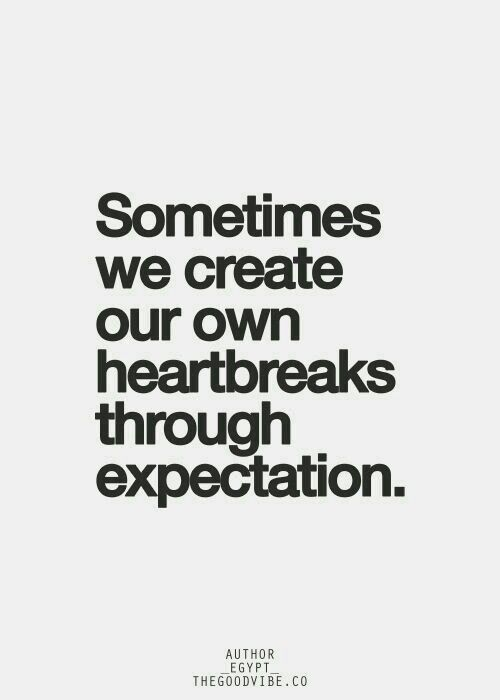 Sometimes
we create
our own
heartbreaks
through
expectation.
AUTHOR
_EGYPT_
THEGOODVIBE.CO